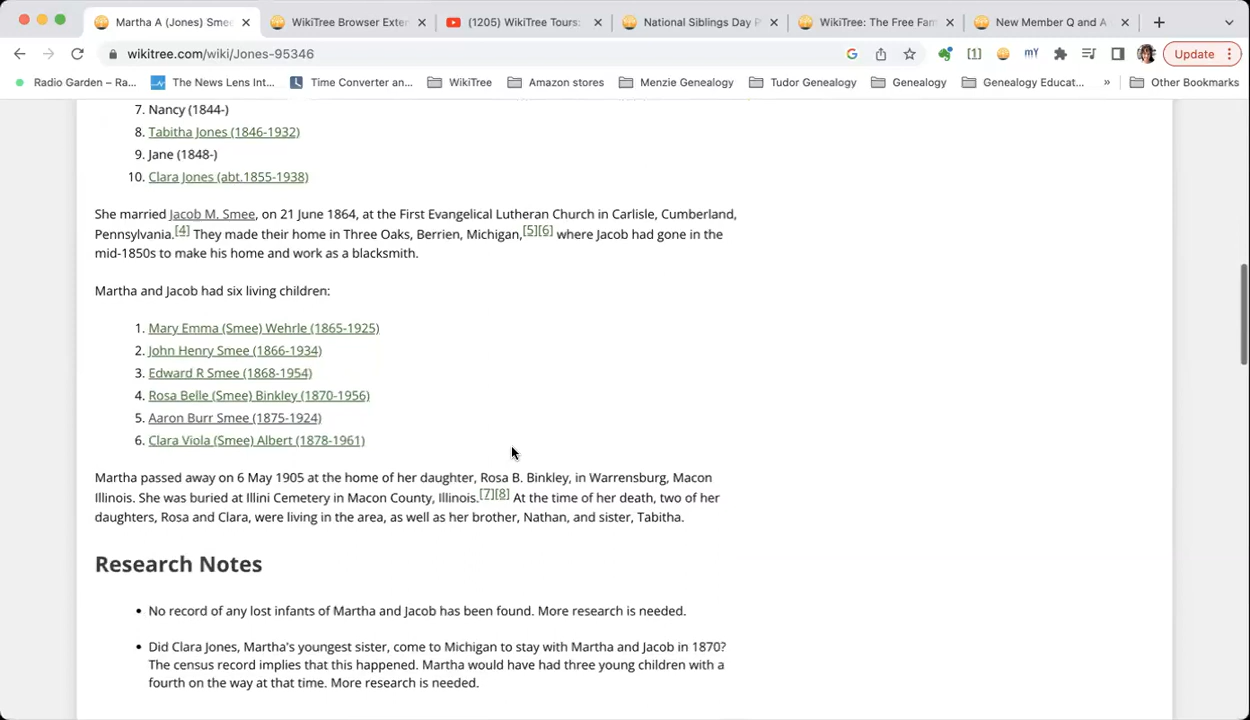 Martha A (Jones) Sme
WikiTree Browser Exter
(1205) WikiTree Tours:
National Siblings Day P
WikiTree: The Free Fam
New Member Q and A
wikitree.com/wiki/Jones-95346
[1]
mY
Update
Radio Garden – Ra...
The News Lens Int...
Time Converter an...
WikiTree
Amazon stores
Menzie Genealogy
Tudor Genealogy
Genealogy
Genealogy Educat...
»
Other Bookmarks
7. Nancy (1844-)
8. Tabitha Jones (1846-1932)
9. Jane (1848-)
10. Clara Jones (abt.1855-1938)
She married Jacob M. Smee, on 21 June 1864, at the First Evangelical Lutheran Church in Carlisle, Cumberland,
Pennsylvania.[4] They made their home in Three Oaks, Berrien, Michigan,[5][6] where Jacob had gone in the
mid-1850s to make his home and work as a blacksmith.
Martha and Jacob had six living children:
1. Mary Emma (Smee) Wehrle (1865-1925)
2. John Henry Smee (1866-1934)
3. Edward R Smee (1868-1954)
4. Rosa Belle (Smee) Binkley (1870-1956)
5. Aaron Burr Smee (1875-1924)
6. Clara Viola (Smee) Albert (1878-1961)
Martha passed away on 6 May 1905 at the home of her daughter, Rosa B. Binkley, in Warrensburg, Macon
Illinois. She was buried at Illini Cemetery in Macon County, Illinois.[7][8] At the time of her death, two of her
daughters, Rosa and Clara, were living in the area, as well as her brother, Nathan, and sister, Tabitha.
Research Notes
• No record of any lost infants of Martha and Jacob has been found. More research is needed.
• Did Clara Jones, Martha's youngest sister, come to Michigan to stay with Martha and Jacob in 1870?
The census record implies that this happened. Martha would have had three young children with a
fourth on the way at that time. More research is needed.